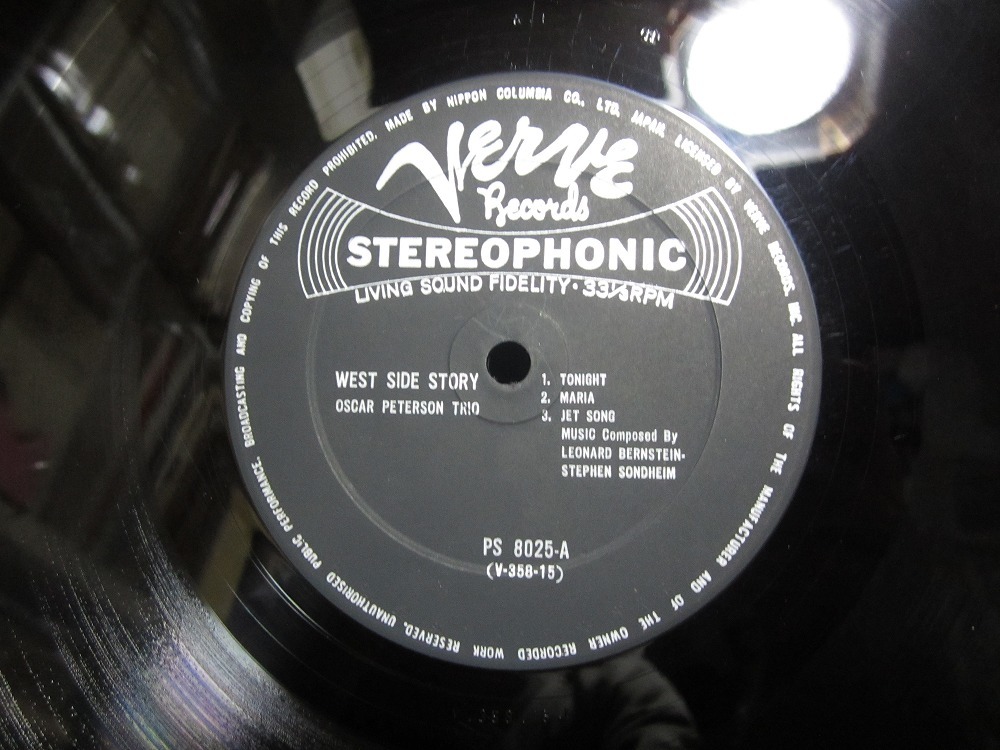 MADE BY NIPPON COLUMBIA CO., LTD. JAPAN. LICENSED BY VERVE RECORDS, INC. ALL RIGHTS OF THE MANUFACTURER AND OF THE OWNER RECORDED WORK RESERVED. UNAUTHORISED PUBLIC PERFORMANCE, BROADCASTING AND COPYING OF THIS RECORD PROHIBITED.
Verve
Records
STEREOPHONIC
LIVING SOUND FIDELITY · 33⅓RPM
WEST SIDE STORY
OSCAR PETERSON TRIO
1. TONIGHT
2. MARIA
3. JET SONG
MUSIC Composed By
LEONARD BERNSTEIN-
STEPHEN SONDHEIM
PS 8025-A
(V-358-15)